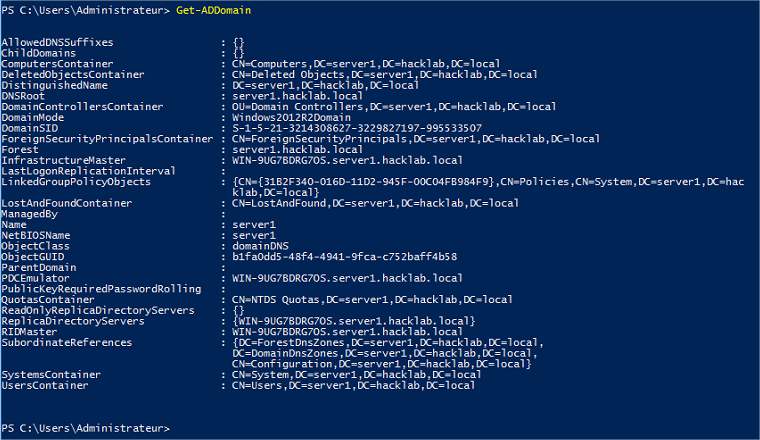 PS C:\Users\Administrateur> Get-ADDomain
AllowedDNSSuffixes : {}
ChildDomains : {}
ComputersContainer : CN=Computers,DC=server1,DC=hacklab,DC=local
DeletedObjectsContainer : CN=Deleted Objects,DC=server1,DC=hacklab,DC=local
DistinguishedName : DC=server1,DC=hacklab,DC=local
DNSRoot : server1.hacklab.local
DomainControllersContainer : OU=Domain Controllers,DC=server1,DC=hacklab,DC=local
DomainMode : Windows2012R2Domain
DomainSID : S-1-5-21-3214308627-3229827197-995533507
ForeignSecurityPrincipalsContainer : CN=ForeignSecurityPrincipals,DC=server1,DC=hacklab,DC=local
Forest : server1.hacklab.local
InfrastructureMaster : WIN-9UG7BDRG7OS.server1.hacklab.local
LastLogonReplicationInterval :
LinkedGroupPolicyObjects : {CN={31B2F340-016D-11D2-945F-00C04FB984F9},CN=Policies,CN=System,DC=server1,DC=hac
klab,DC=local}
LostAndFoundContainer : CN=LostAndFound,DC=server1,DC=hacklab,DC=local
ManagedBy :
Name : server1
NetBIOSName : server1
ObjectClass : domainDNS
ObjectGUID : b1fa0dd5-48f4-4941-9fca-c752baff4b58
ParentDomain :
PDCEmulator : WIN-9UG7BDRG7OS.server1.hacklab.local
PublicKeyRequiredPasswordRolling :
QuotasContainer : CN=NTDS Quotas,DC=server1,DC=hacklab,DC=local
ReadOnlyReplicaDirectoryServers : {}
ReplicaDirectoryServers : {WIN-9UG7BDRG7OS.server1.hacklab.local}
RIDMaster : WIN-9UG7BDRG7OS.server1.hacklab.local
SubordinateReferences : {DC=ForestDnsZones,DC=server1,DC=hacklab,DC=local,
DC=DomainDnsZones,DC=server1,DC=hacklab,DC=local,
CN=Configuration,DC=server1,DC=hacklab,DC=local}
SystemsContainer : CN=System,DC=server1,DC=hacklab,DC=local
UsersContainer : CN=Users,DC=server1,DC=hacklab,DC=local
PS C:\Users\Administrateur>